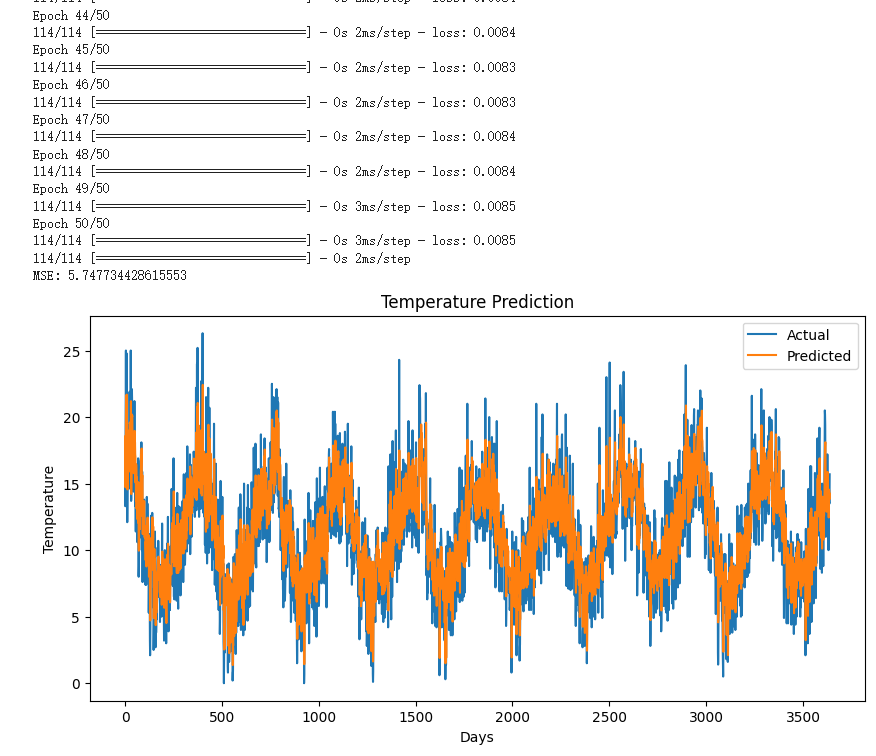 Epoch 44/50
114/114 [==============================] - 0s 2ms/step - loss: 0.0084
Epoch 45/50
114/114 [==============================] - 0s 2ms/step - loss: 0.0083
Epoch 46/50
114/114 [==============================] - 0s 2ms/step - loss: 0.0083
Epoch 47/50
114/114 [==============================] - 0s 2ms/step - loss: 0.0084
Epoch 48/50
114/114 [==============================] - 0s 2ms/step - loss: 0.0084
Epoch 49/50
114/114 [==============================] - 0s 3ms/step - loss: 0.0085
Epoch 50/50
114/114 [==============================] - 0s 3ms/step - loss: 0.0085
114/114 [==============================] - 0s 2ms/step
MSE: 5.747734428615553
Temperature Prediction
Actual
Predicted
25
20
15
10
5
0
Temperature
0 500 1000 1500 2000 2500 3000 3500
Days